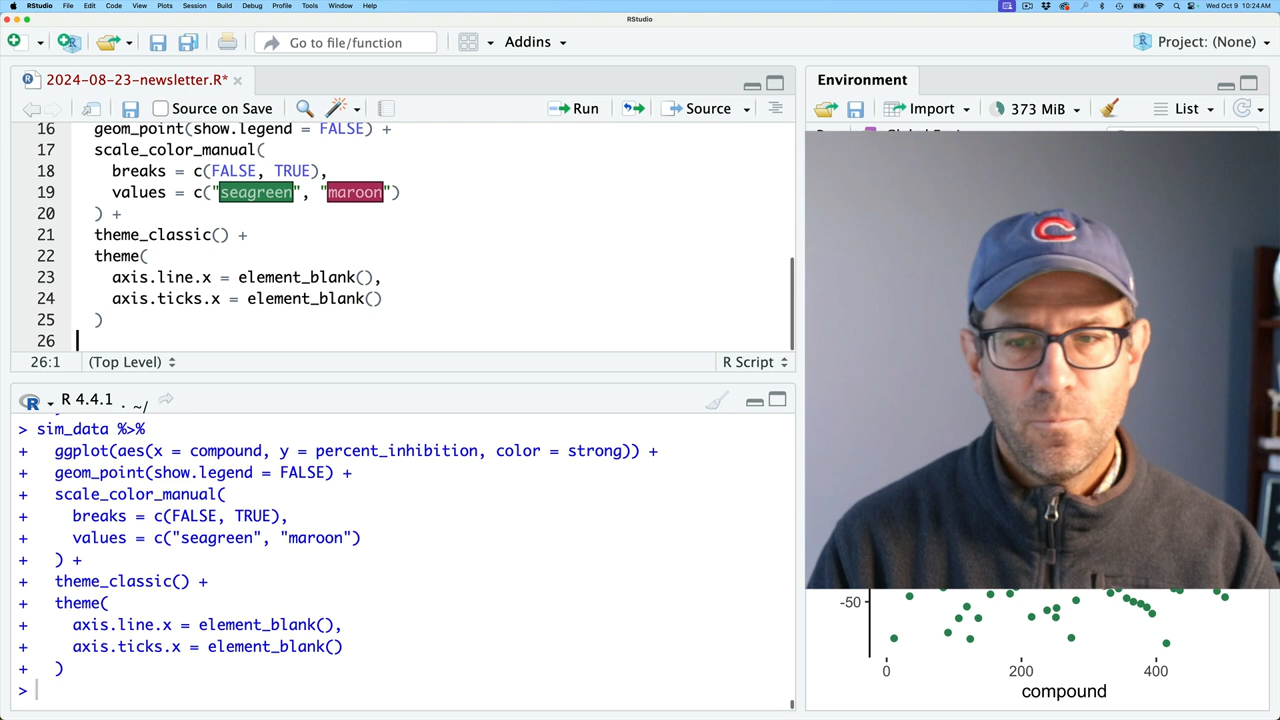 RStudio File Edit Code View Plots Session Build Debug Profile Tools Window Help Wed Oct 9 10:24 AM
RStudio
Go to file/function Addins Project: (None)
2024-08-23-newsletter.R*
Source on Save Run Source
16 geom_point(show.legend = FALSE) +
17 scale_color_manual(
18 breaks = c(FALSE, TRUE),
19 values = c("seagreen", "maroon")
20 ) +
21 theme_classic() +
22 theme(
23 axis.line.x = element_blank(),
24 axis.ticks.x = element_blank()
25 )
26
26:1 (Top Level) R Script
R 4.4.1 . ~/
> sim_data %>%
+ ggplot(aes(x = compound, y = percent_inhibition, color = strong)) +
+ geom_point(show.legend = FALSE) +
+ scale_color_manual(
+ breaks = c(FALSE, TRUE),
+ values = c("seagreen", "maroon")
+ ) +
+ theme_classic() +
+ theme(
+ axis.line.x = element_blank(),
+ axis.ticks.x = element_blank()
+ )
>
Environment
Import 373 MiB List
C
-50
0 200 400
compound